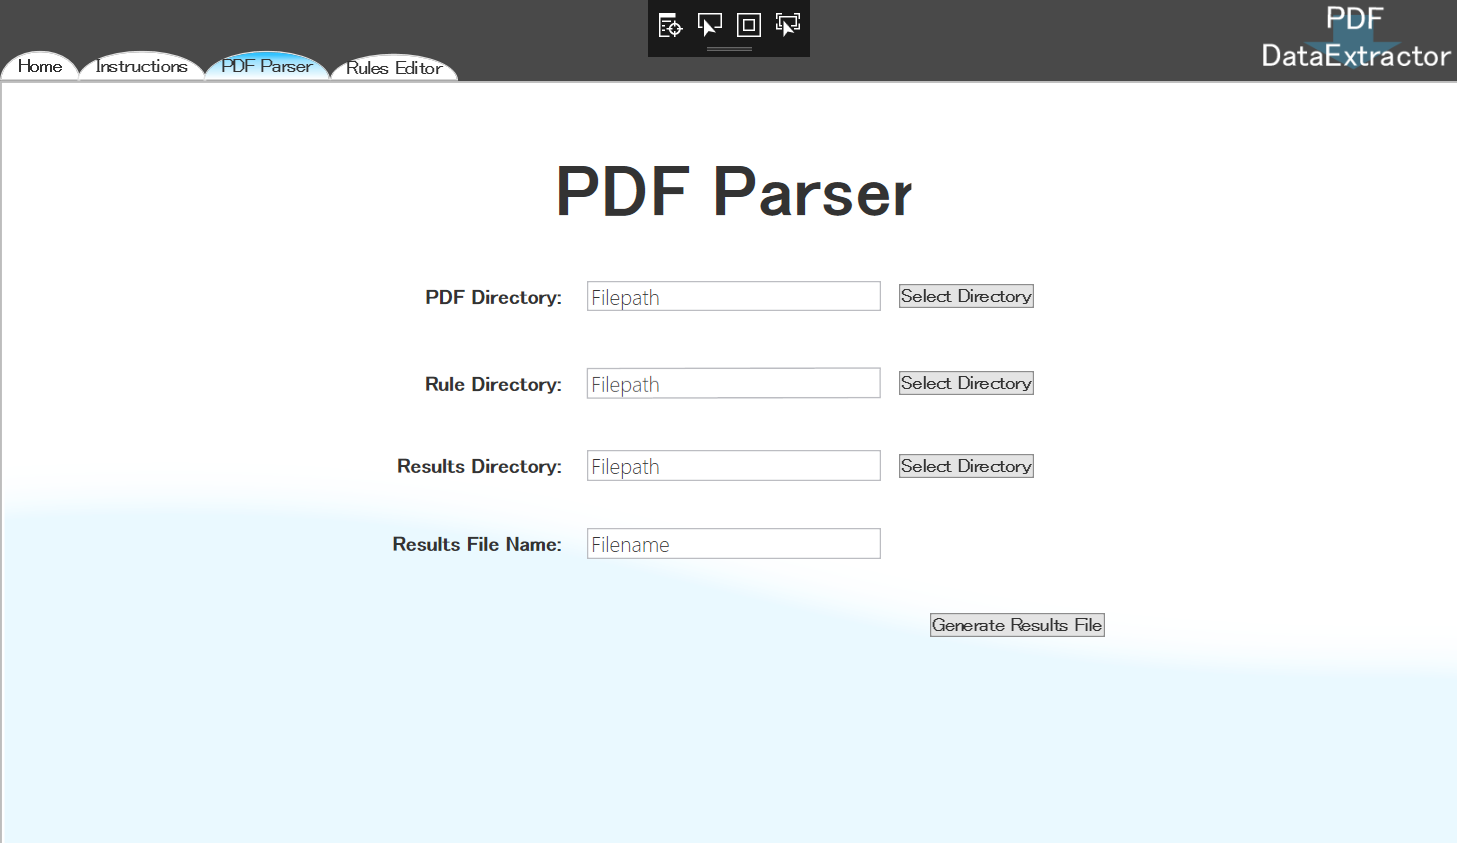 PDF
DataExtractor
Home Instructions PDF Parser Rules Editor
PDF Parser
PDF Directory: Filepath Select Directory
Rule Directory: Filepath Select Directory
Results Directory: Filepath Select Directory
Results File Name: Filename
Generate Results File